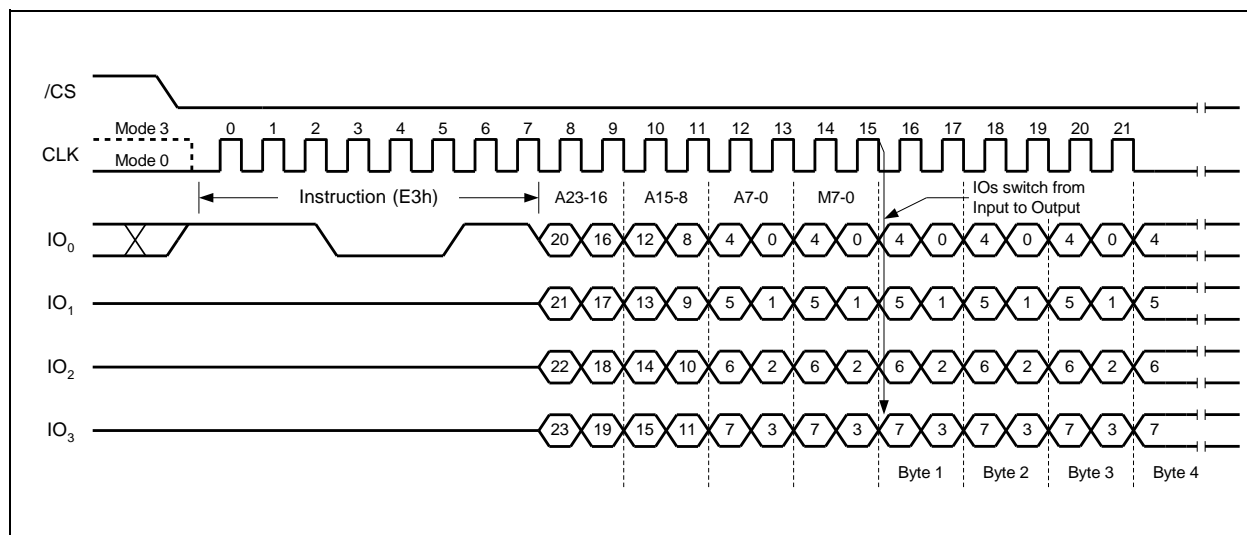 /CS
Mode 3 0 1 2 3 4 5 6 7 8 9 10 11 12 13 14 15 16 17 18 19 20 21
CLK
Mode 0
Instruction (E3h) A23-16 A15-8 A7-0 M7-0 IOs switch from
Input to Output
IO0 20 16 12 8 4 0 4 0 4 0 4 0 4 0 4
IO1 21 17 13 9 5 1 5 1 5 1 5 1 5 1 5
IO2 22 18 14 10 6 2 6 2 6 2 6 2 6 2 6
IO3 23 19 15 11 7 3 7 3 7 3 7 3 7 3 7
Byte 1 Byte 2 Byte 3 Byte 4